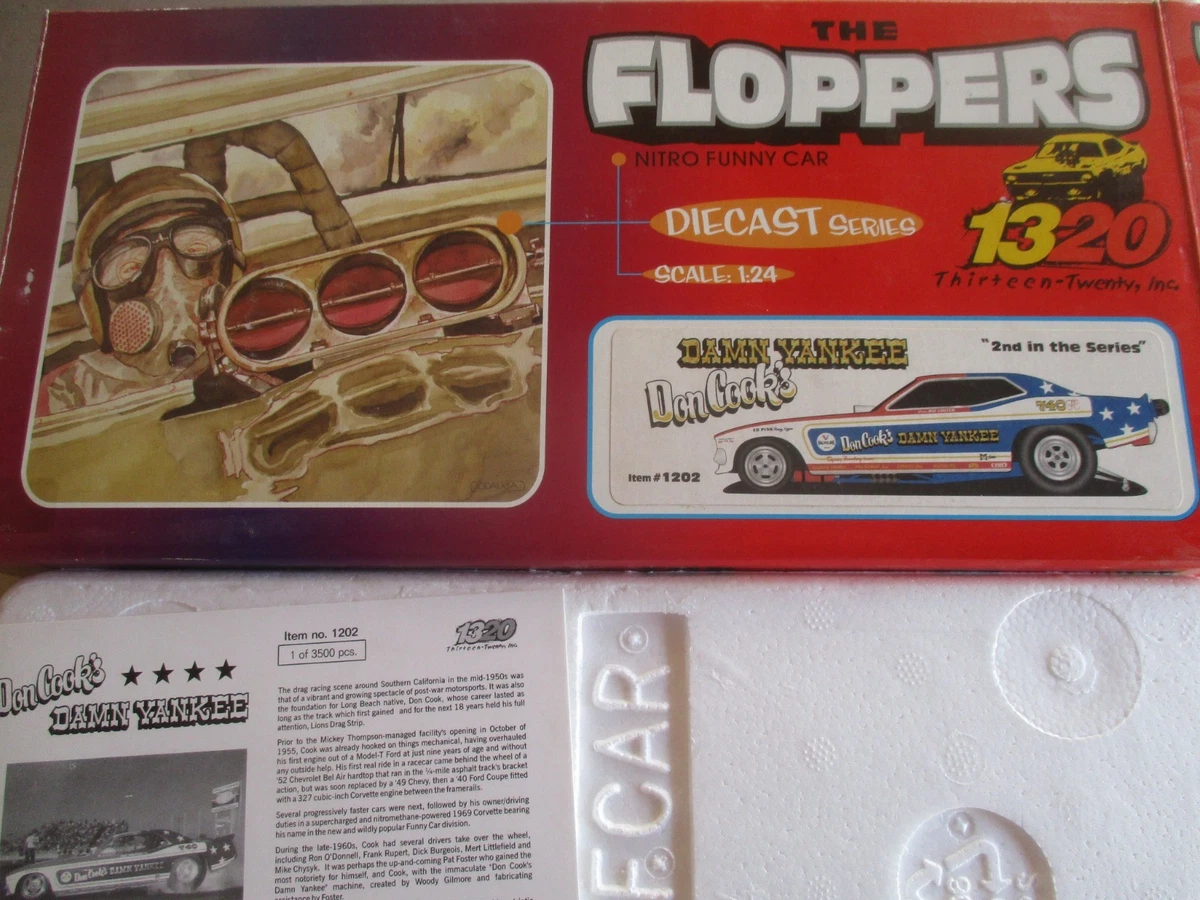 THE
FLOPPERS
NITRO FUNNY CAR
DIECAST SERIES
SCALE: 1:24
1320
Thirteen-Twenty, Inc.
DAMN YANKEE
Don Cook's
"2nd in the Series"
Don Cook's DAMN YANKEE
Item #1202
Item no. 1202
1 of 3500 pcs.
1320
Thirteen-Twenty, Inc.
Don Cook's
DAMN YANKEE
The drag racing scene around Southern California in the mid-1950s was
that of a vibrant and growing spectacle of post-war motorsports. It was also
the foundation for Long Beach native, Don Cook, whose career lasted as
long as the track which first gained and for the next 18 years held his full
attention, Lions Drag Strip.
Prior to the Mickey Thompson-managed facility's opening in October of
1955, Cook was already hooked on things mechanical, having overhauled
his first engine out of a Model-T Ford at just nine years of age and without
any outside help. His first real ride in a racecar came behind the wheel of a
'52 Chevrolet Bel Air hardtop that ran in the ¼-mile asphalt track's bracket
action, but was soon replaced by a '49 Chevy, then a '40 Ford Coupe fitted
with a 327 cubic-inch Corvette engine between the framerails.
Several progressively faster cars were next, followed by his owner/driving
duties in a supercharged and nitromethane-powered 1969 Corvette bearing
his name in the new and wildly popular Funny Car division.
During the late-1960s, Cook had several drivers take over the wheel,
including Ron O'Donnell, Frank Rupert, Dick Burgeois, Mert Littlefield and
Mike Chysyk. It was perhaps the up-and-coming Pat Foster who gained the
most notoriety for himself, and Cook, with the immaculate "Don Cook's
Damn Yankee" machine, created by Woody Gilmore and fabricating
assistance by Foster.
Don Cook's DAMN YANKEE
F.CAR